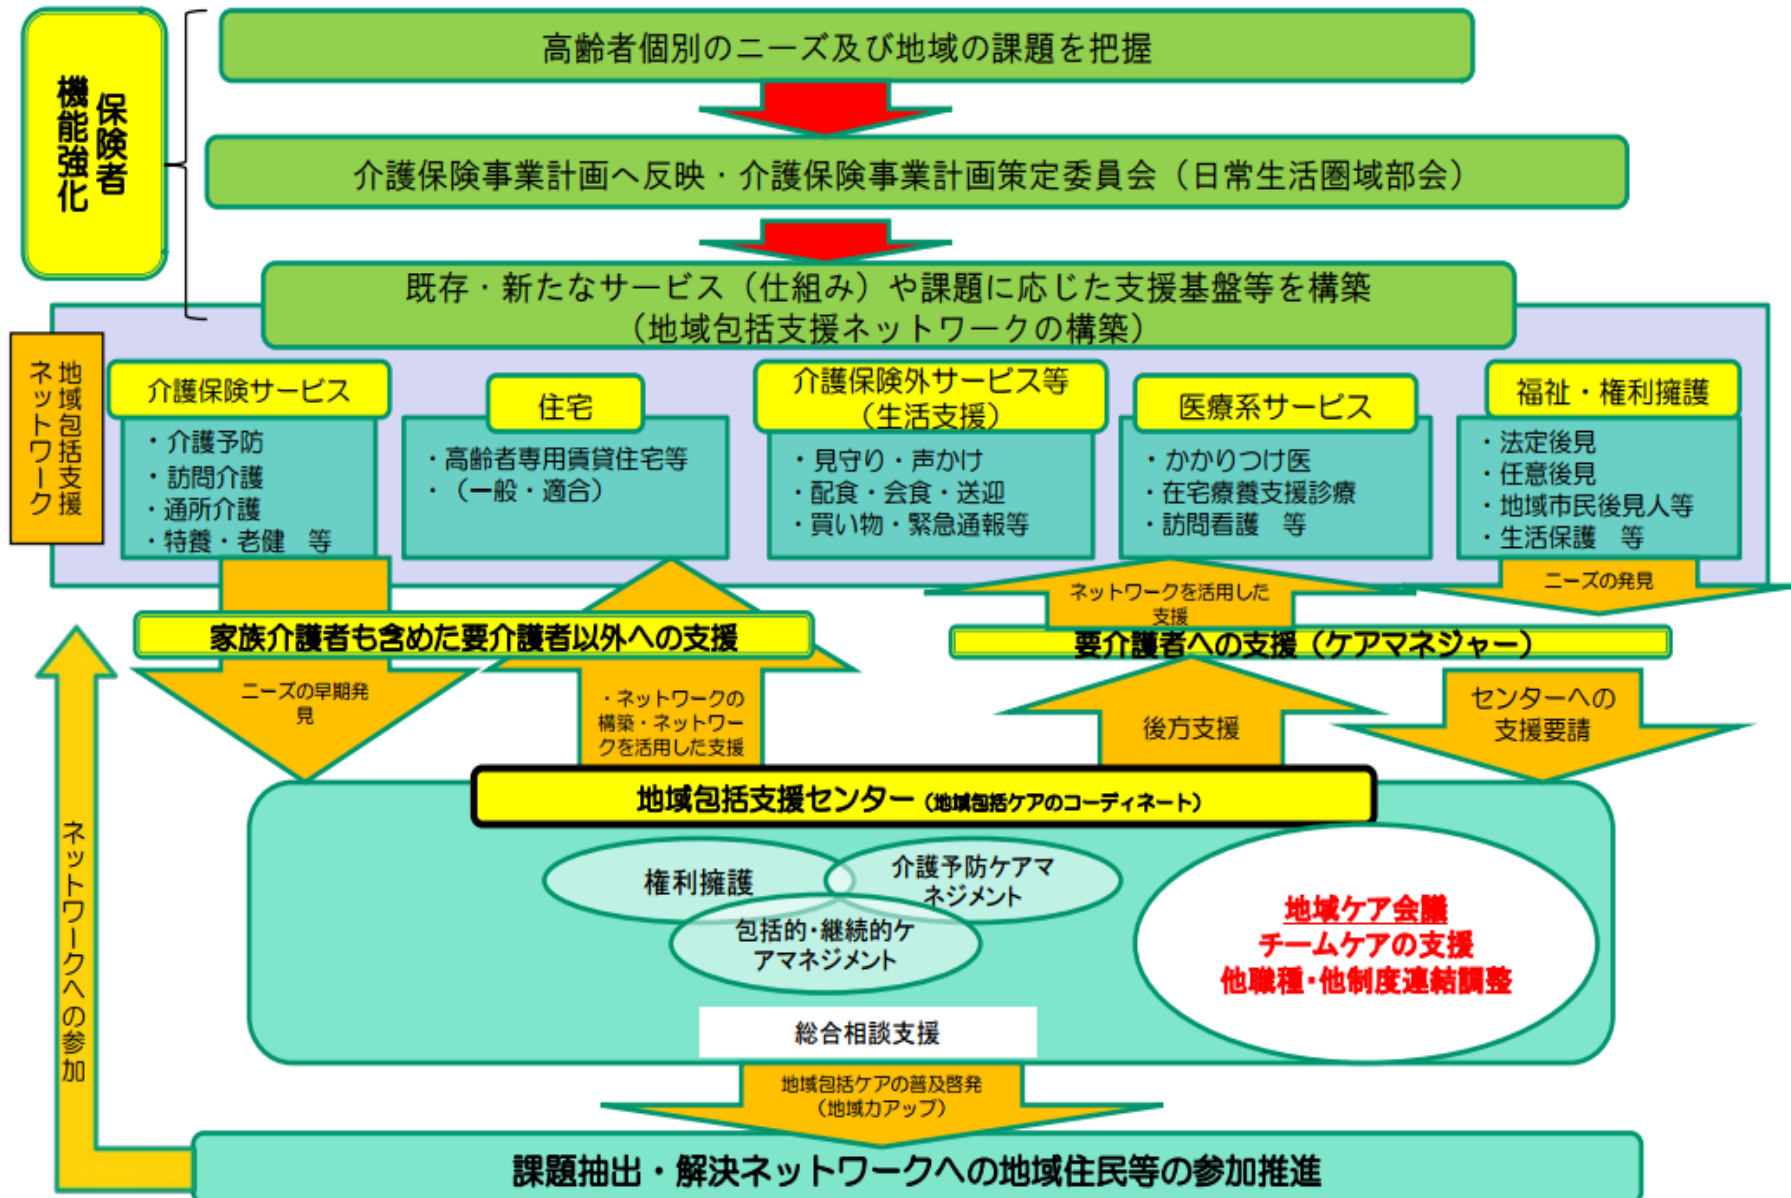 保険者
機能強化
高齢者個別のニーズ及び地域の課題を把握
介護保険事業計画へ反映・介護保険事業計画策定委員会（日常生活圏域部会）
既存・新たなサービス（仕組み）や課題に応じた支援基盤等を構築
（地域包括支援ネットワークの構築）
地域包括支援
ネットワーク
介護保険サービス
・介護予防
・訪問介護
・通所介護
・特養・老健　等
住宅
・高齢者専用賃貸住宅等
・（一般・適合）
介護保険外サービス等
（生活支援）
・見守り・声かけ
・配食・会食・送迎
・買い物・緊急通報等
医療系サービス
・かかりつけ医
・在宅療養支援診療
・訪問看護　等
福祉・権利擁護
・法定後見
・任意後見
・地域市民後見人等
・生活保護　等
ネットワークを活用した
支援
ニーズの発見
家族介護者も含めた要介護者以外への支援
要介護者への支援（ケアマネジャー）
ニーズの早期発
見
・ネットワークの
構築・ネットワー
クを活用した支援
後方支援
センターへの
支援要請
地域包括支援センター（地域包括ケアのコーディネート）
権利擁護
介護予防ケアマ
ネジメント
包括的・継続的ケ
アマネジメント
地域ケア会議
チームケアの支援
他職種・他制度連結調整
総合相談支援
地域包括ケアの普及啓発
（地域力アップ）
ネットワークへの参加
課題抽出・解決ネットワークへの地域住民等の参加推進